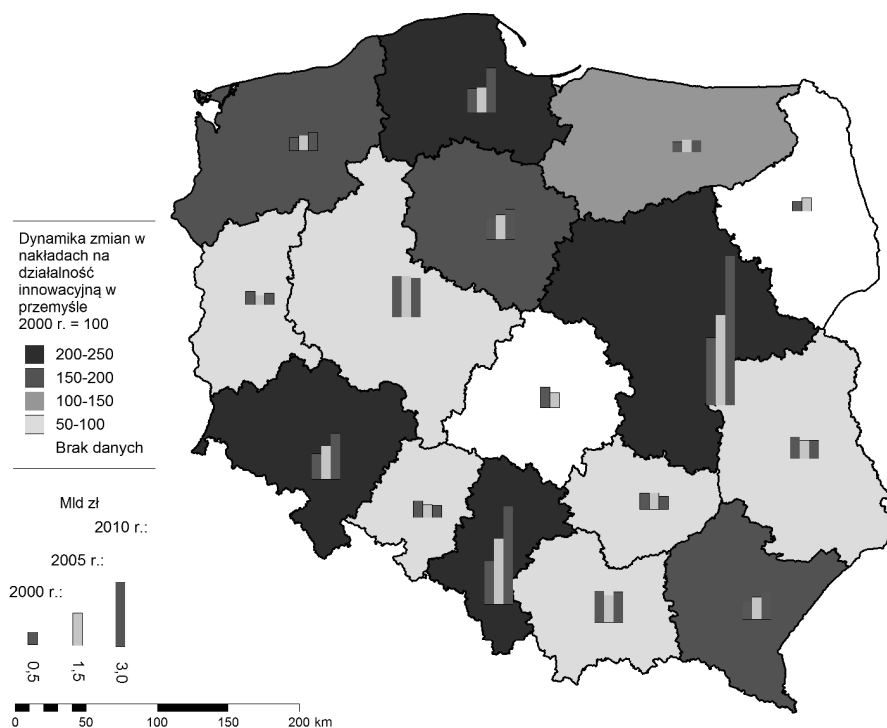 Dynamika zmian w
nakładach na
działalność
innowacyjną w
przemyśle
2000 r. = 100
200-250
150-200
100-150
50-100
Brak danych
Mld zł
2010 r.:
2005 r.:
2000 r.:
0,5
1,5
3,0
0 50 100 150 200 km